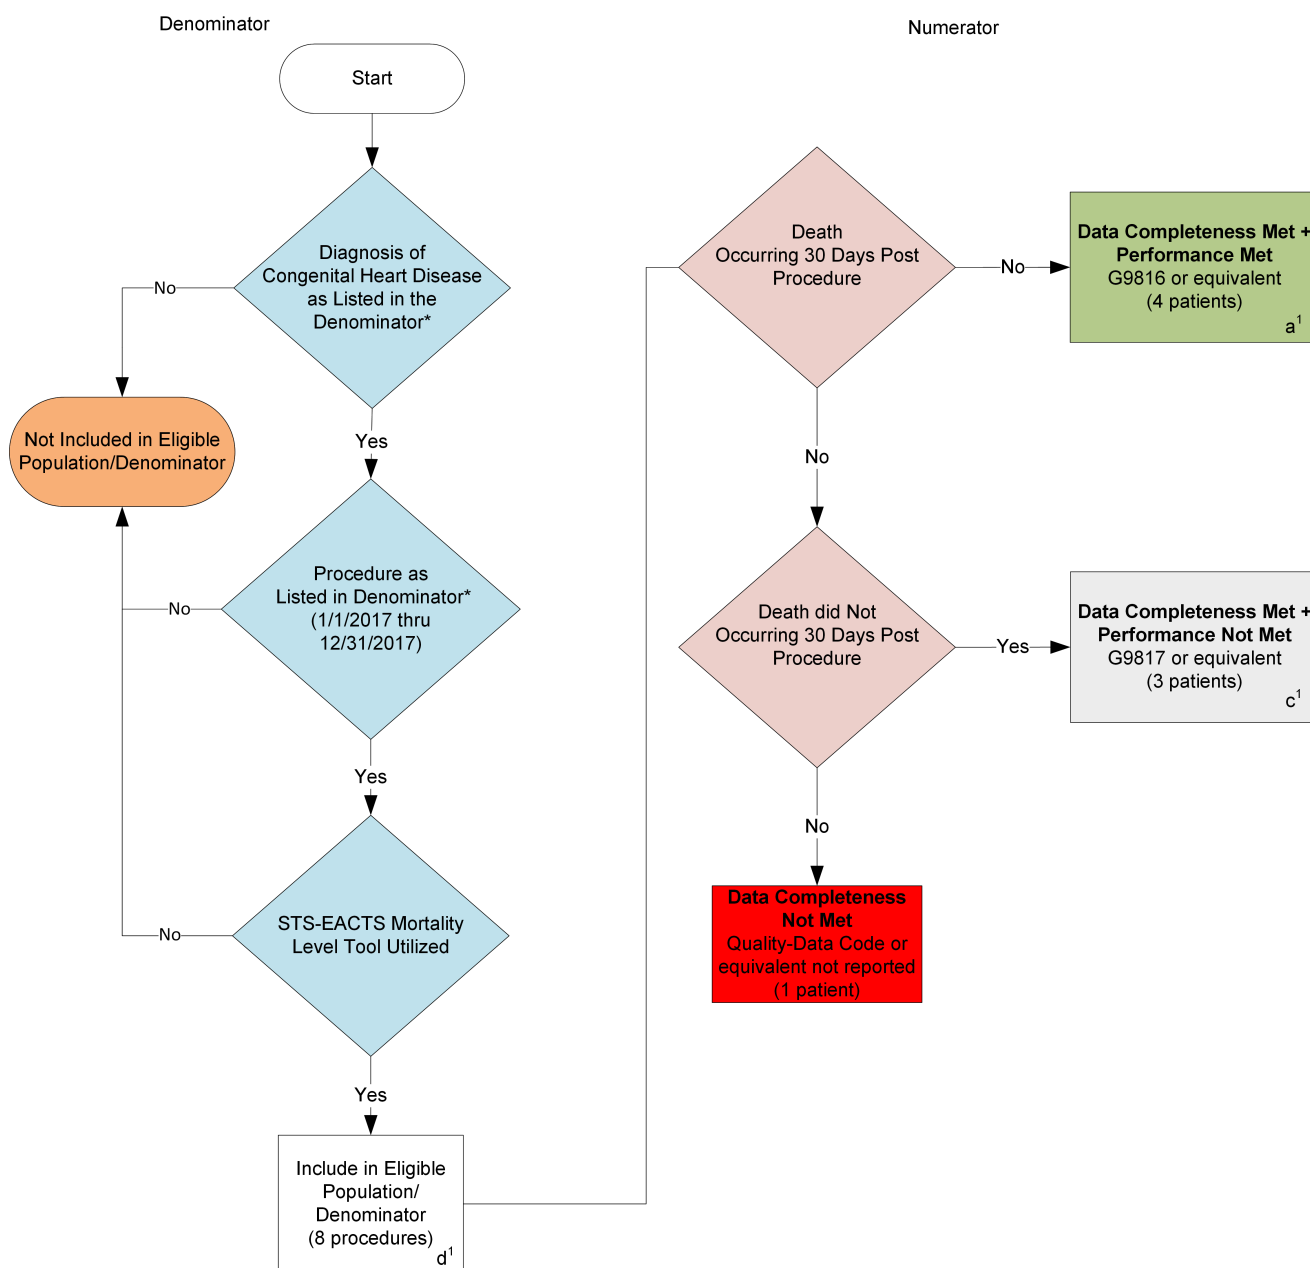 Denominator
Numerator
Start
Diagnosis of
Congenital Heart Disease
as Listed in the
Denominator*
No
Yes
Not Included in Eligible
Population/Denominator
Procedure as
Listed in Denominator*
(1/1/2017 thru
12/31/2017)
No
Yes
STS-EACTS Mortality
Level Tool Utilized
No
Yes
Include in Eligible
Population/
Denominator
(8 procedures)
d¹
Death
Occurring 30 Days Post
Procedure
No
Data Completeness Met +
Performance Met
G9816 or equivalent
(4 patients)
a¹
No
Death did Not
Occurring 30 Days Post
Procedure
Yes
Data Completeness Met +
Performance Not Met
G9817 or equivalent
(3 patients)
c¹
No
Data Completeness
Not Met
Quality-Data Code or
equivalent not reported
(1 patient)